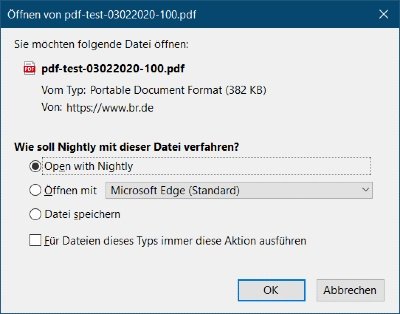 Öffnen von pdf-test-03022020-100.pdf
Sie möchten folgende Datei öffnen:
pdf-test-03022020-100.pdf
Vom Typ: Portable Document Format (382 KB)
Von: https://www.br.de
Wie soll Nightly mit dieser Datei verfahren?
Open with Nightly
Öffnen mit Microsoft Edge (Standard)
Datei speichern
Für Dateien dieses Typs immer diese Aktion ausführen
OK Abbrechen